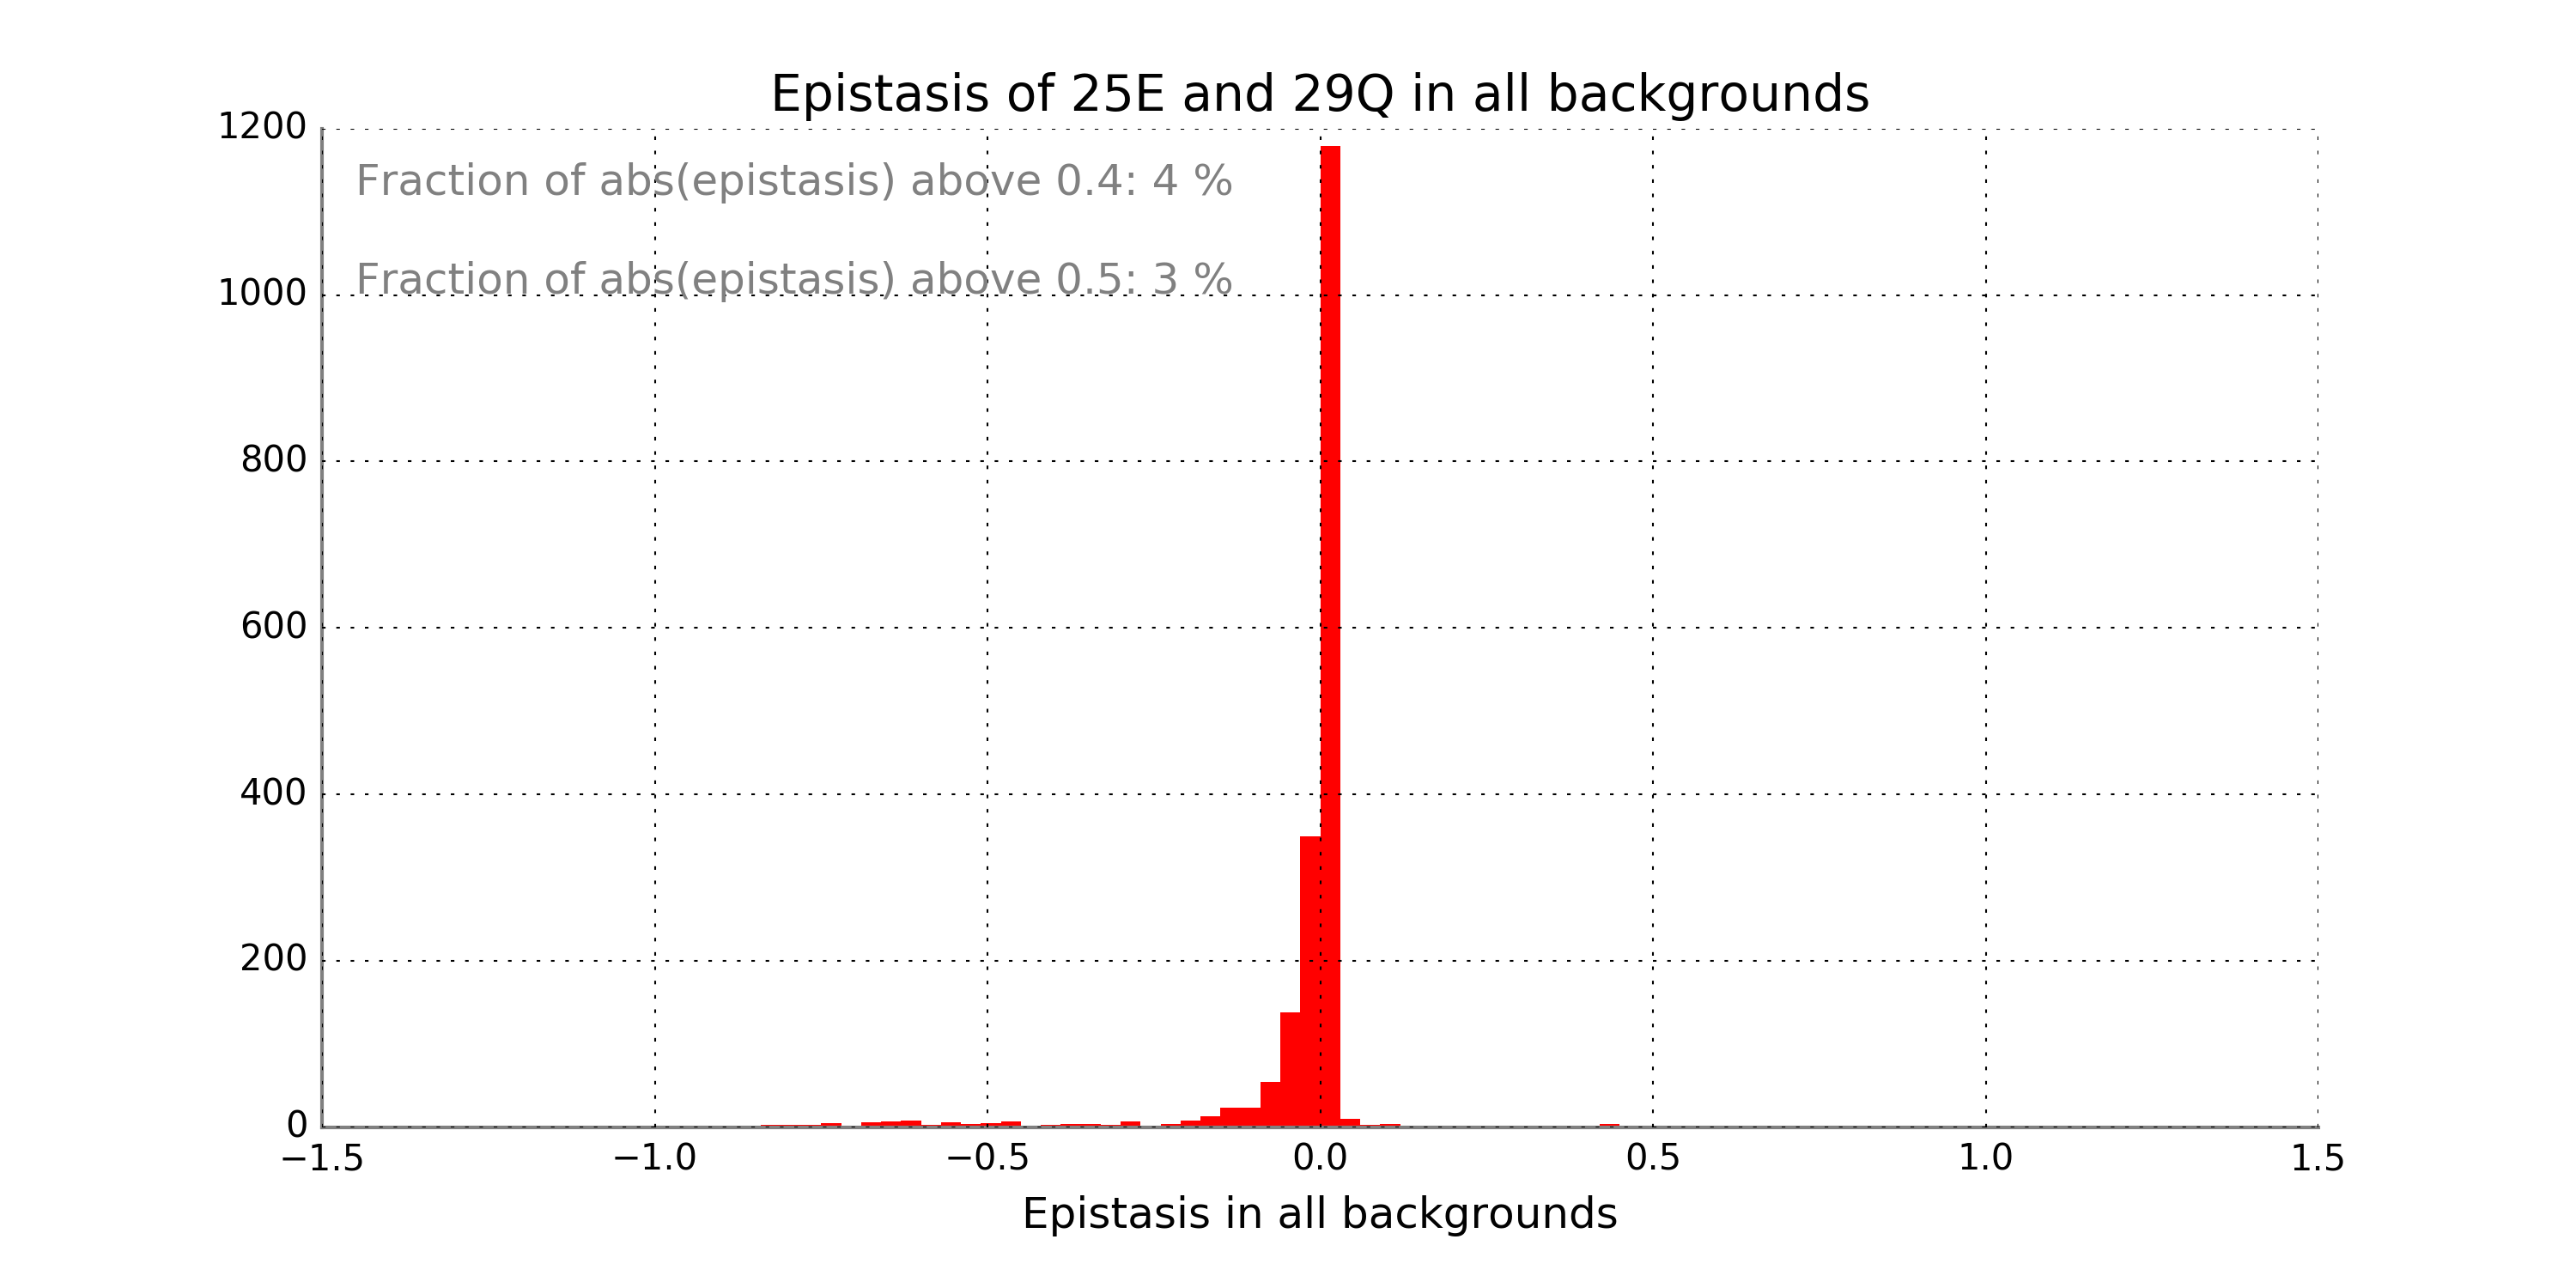 Epistasis of 25E and 29Q in all backgrounds
1200
Fraction of abs(epistasis) above 0.4: 4 %
Fraction of abs(epistasis) above 0.5: 3 %
1000
800
600
400
200
0
−1.5 −1.0 −0.5 0.0 0.5 1.0 1.5
Epistasis in all backgrounds